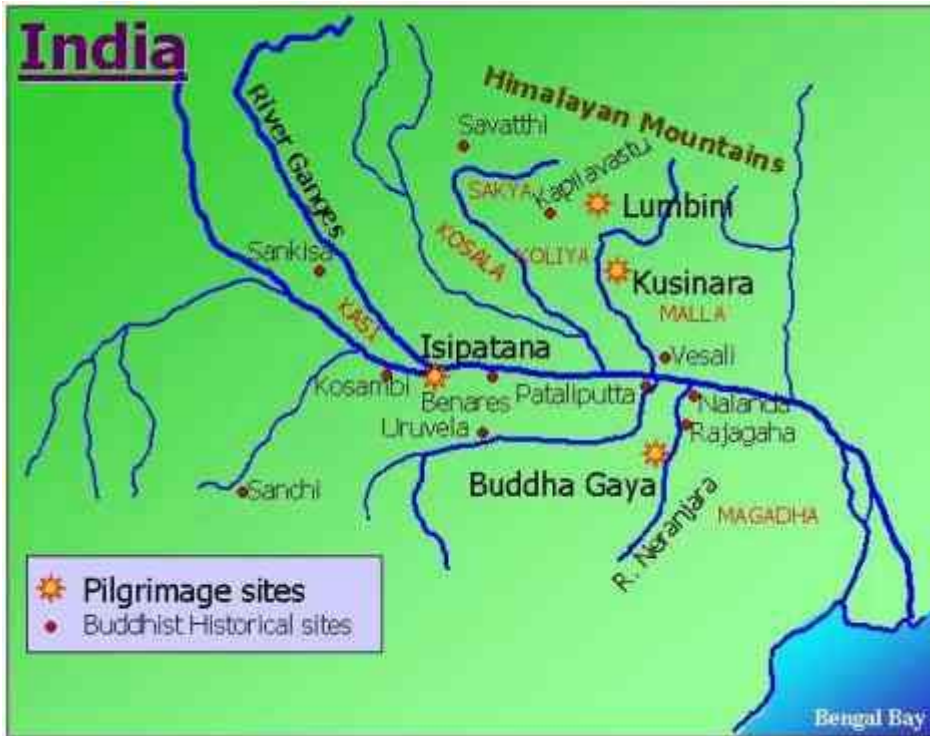 India
Himalayan Mountains
River Ganges
Savatthi
SAKYA
Kapilavastu
Lumbini
Sankisa
KOSALA
KOLIYA
Kusinara
MALLA
KASI
Isipatana
Vesali
Kosambi
Benares
Pataliputta
Nalanda
Uruvela
Rajagaha
Sanchi
Buddha Gaya
R. Neranjara
MAGADHA
Pilgrimage sites
Buddhist Historical sites
Bengal Bay